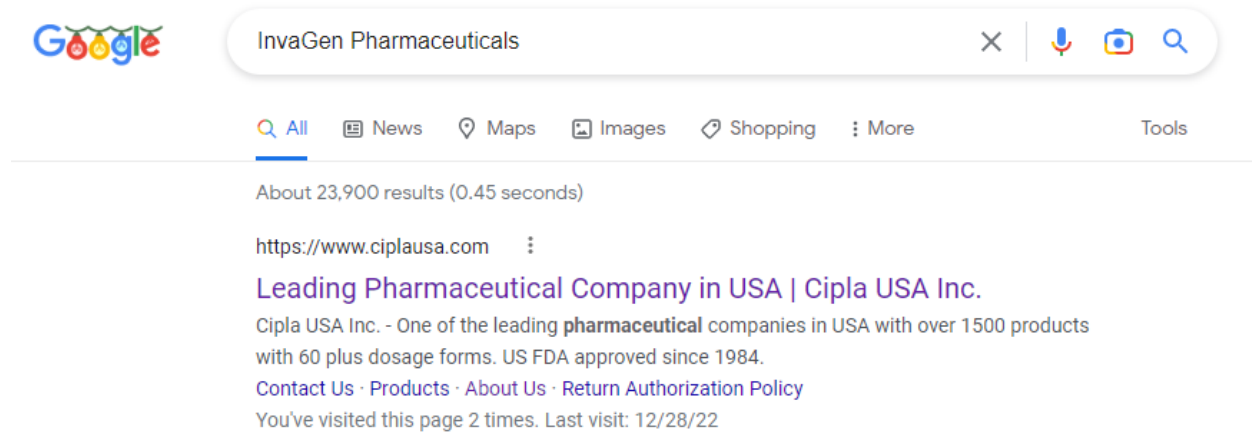 Google
InvaGen Pharmaceuticals
All News Maps Images Shopping More Tools
About 23,900 results (0.45 seconds)
https://www.ciplausa.com
Leading Pharmaceutical Company in USA | Cipla USA Inc.
Cipla USA Inc. - One of the leading pharmaceutical companies in USA with over 1500 products
with 60 plus dosage forms. US FDA approved since 1984.
Contact Us · Products · About Us · Return Authorization Policy
You've visited this page 2 times. Last visit: 12/28/22